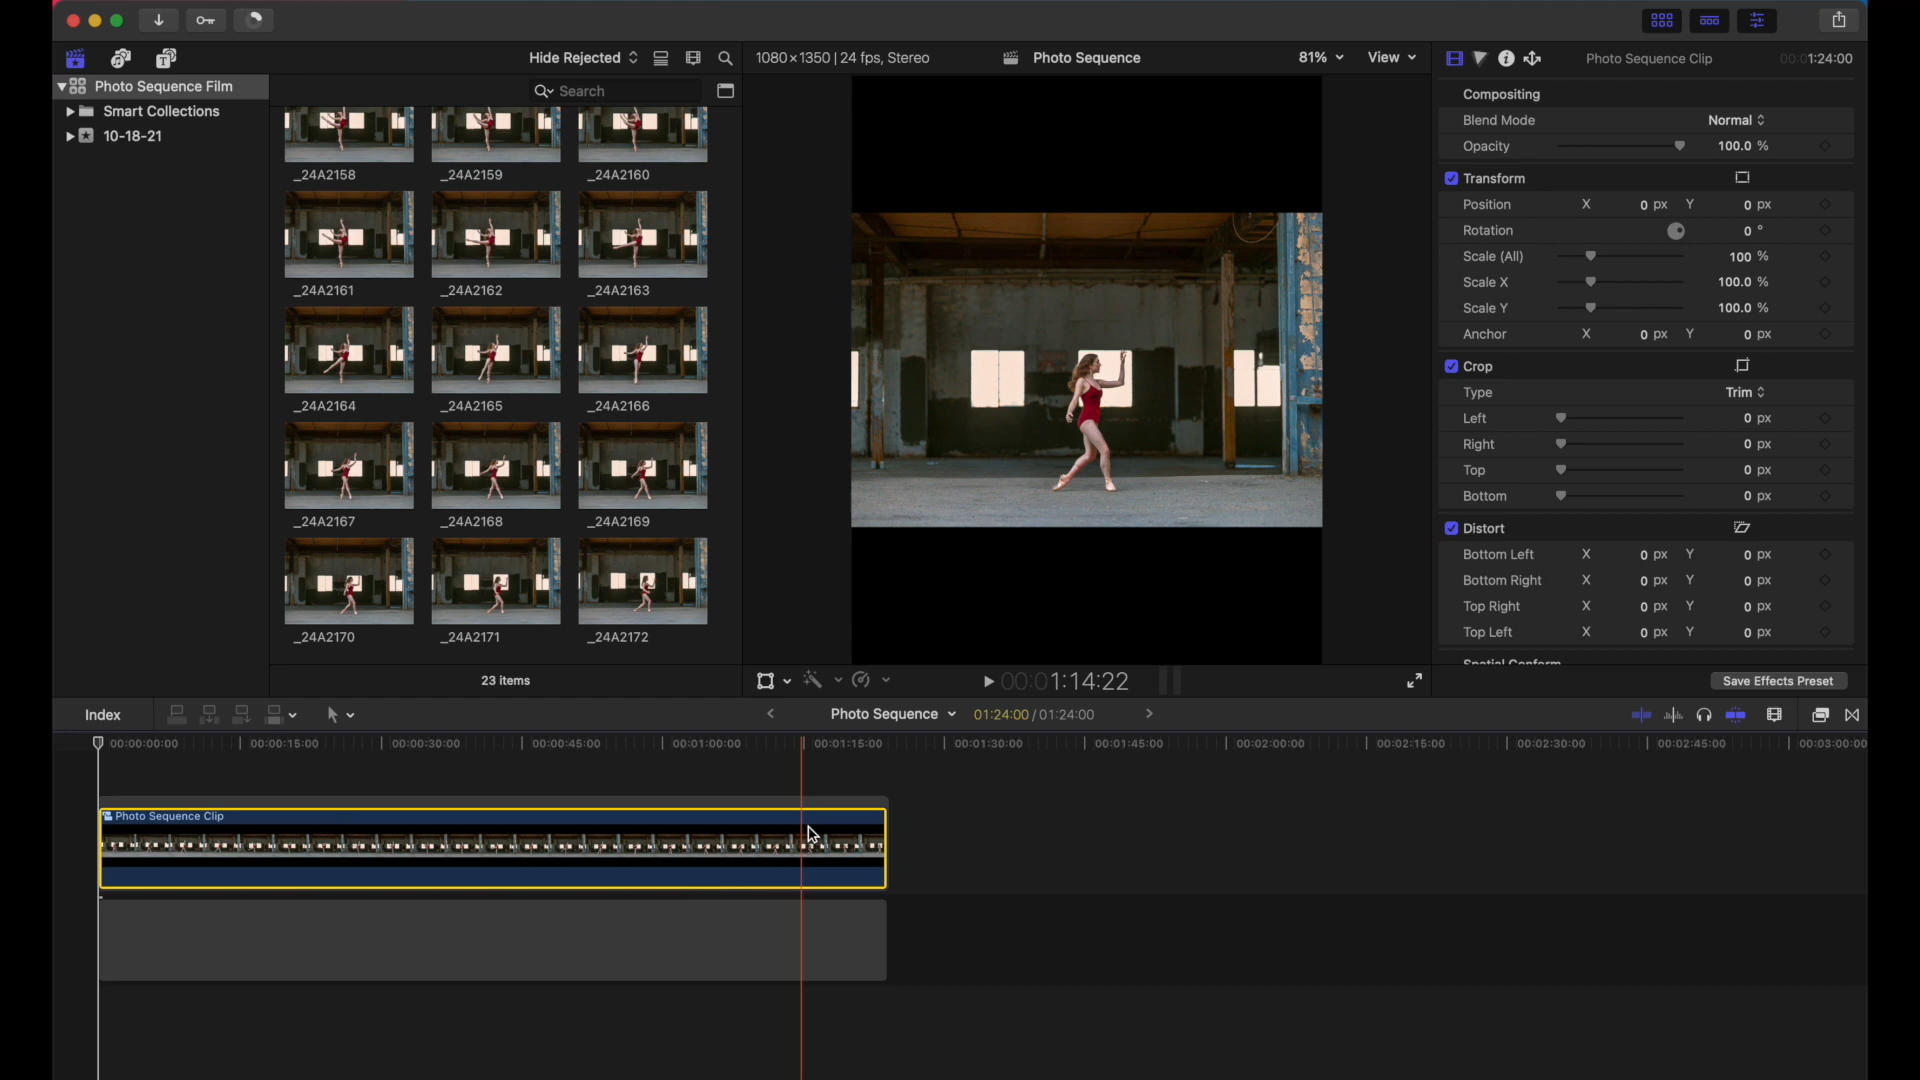 Hide Rejected
1080×1350 | 24 fps, Stereo
Photo Sequence
81%
View
Photo Sequence Clip
00:01:24:00
Photo Sequence Film
Smart Collections
10-18-21
Search
_24A2158
_24A2159
_24A2160
_24A2161
_24A2162
_24A2163
_24A2164
_24A2165
_24A2166
_24A2167
_24A2168
_24A2169
_24A2170
_24A2171
_24A2172
23 items
00:01:14:22
Compositing
Blend Mode Normal
Opacity 100.0 %
Transform
Position X 0 px Y 0 px
Rotation 0 °
Scale (All) 100 %
Scale X 100.0 %
Scale Y 100.0 %
Anchor X 0 px Y 0 px
Crop
Type Trim
Left 0 px
Right 0 px
Top 0 px
Bottom 0 px
Distort
Bottom Left X 0 px Y 0 px
Bottom Right X 0 px Y 0 px
Top Right X 0 px Y 0 px
Top Left X 0 px Y 0 px
Spatial Conform
Save Effects Preset
Index
Photo Sequence
01:24:00 / 01:24:00
00:00:00:00
00:00:15:00
00:00:30:00
00:00:45:00
00:01:00:00
00:01:15:00
00:01:30:00
00:01:45:00
00:02:00:00
00:02:15:00
00:02:30:00
00:02:45:00
00:03:00:00
Photo Sequence Clip